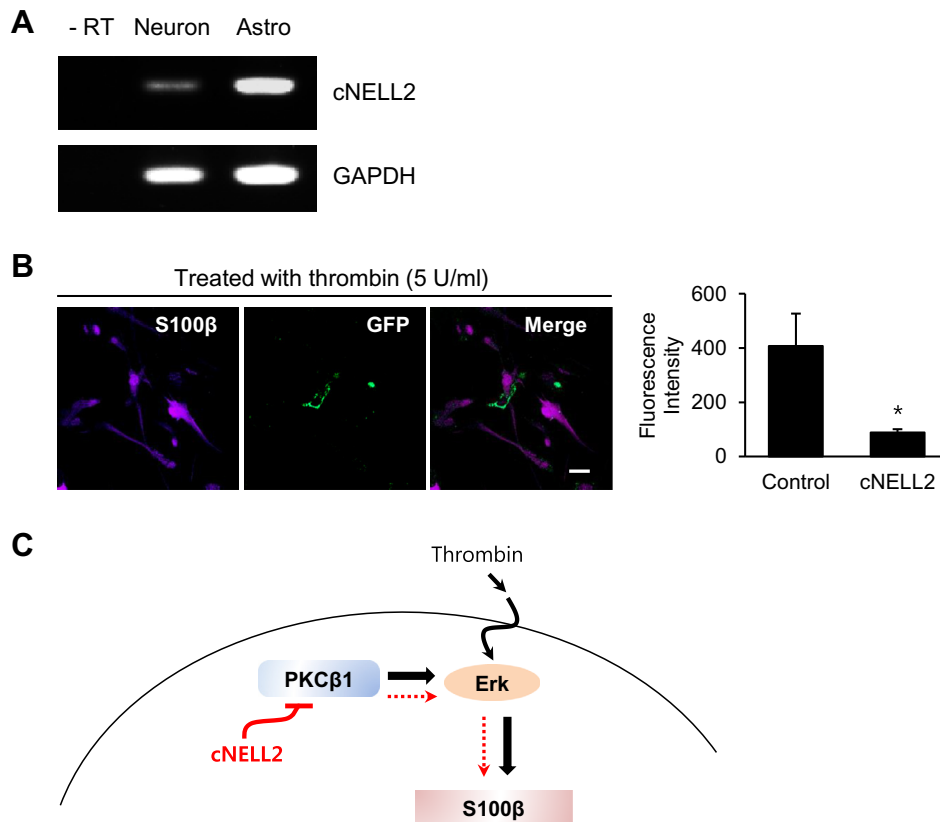 A
- RT Neuron Astro
cNELL2
GAPDH
B
Treated with thrombin (5 U/ml)
S100β GFP Merge
Fluorescence
Intensity
600
400
200
0
*
Control cNELL2
C
Thrombin
PKCβ1
Erk
cNELL2
S100β